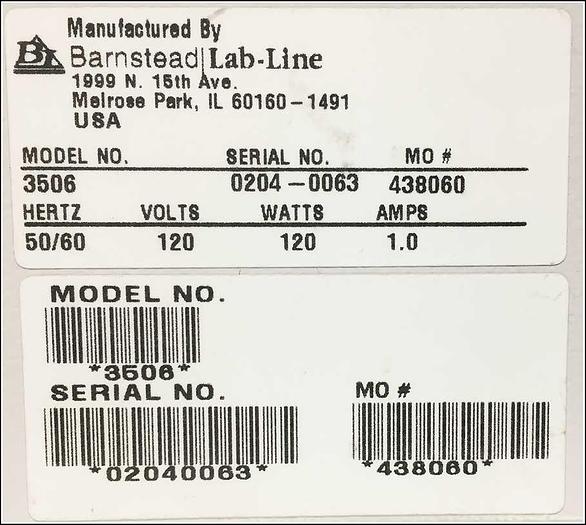 Manufactured By
BL Barnstead|Lab-Line
1999 N. 15th Ave.
Melrose Park, IL 60160-1491
USA
MODEL NO. SERIAL NO. MO #
3506 0204-0063 438060
HERTZ VOLTS WATTS AMPS
50/60 120 120 1.0
MODEL NO.
*3506*
SERIAL NO. MO #
*02040063* *438060*